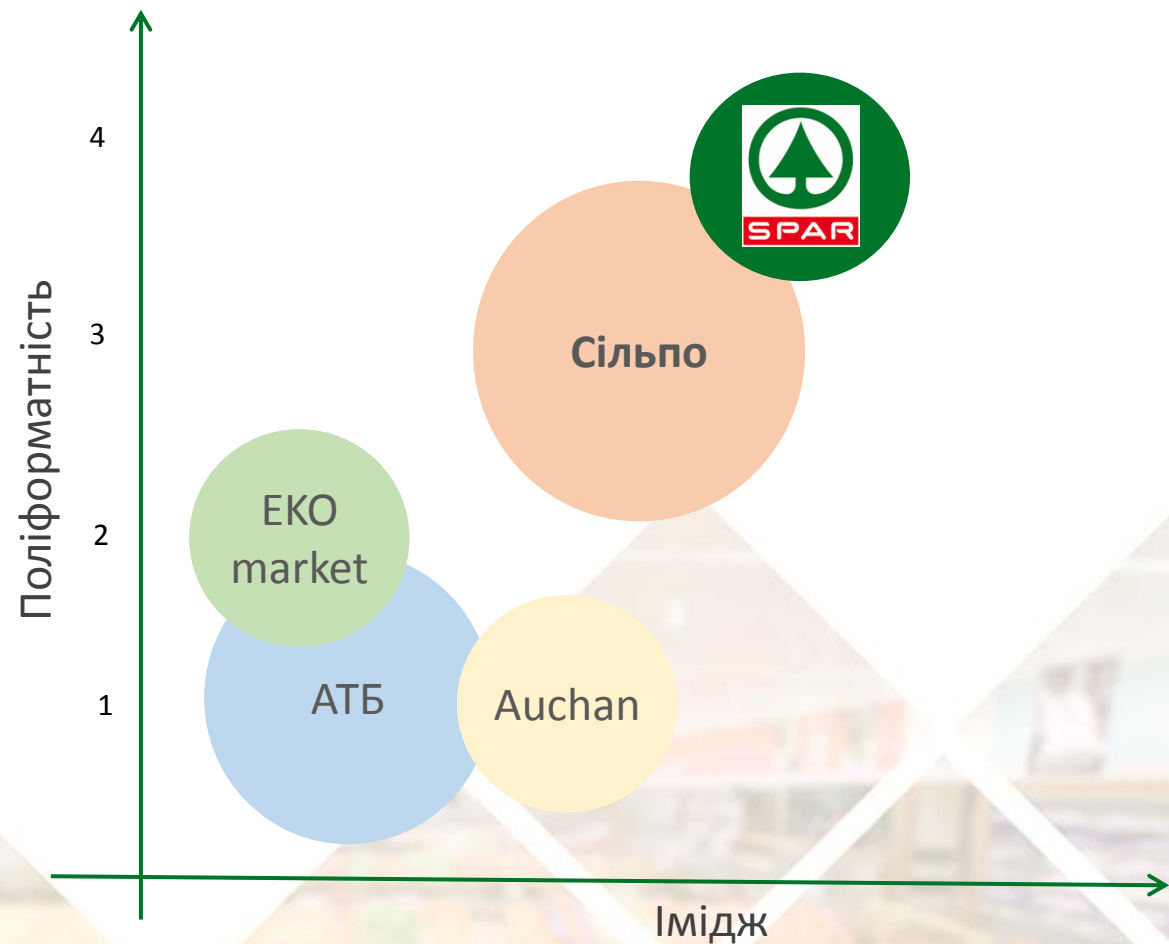 Поліформатність
4
3
2
1
SPAR
Сільпо
ЕКО
market
АТБ
Auchan
Імідж